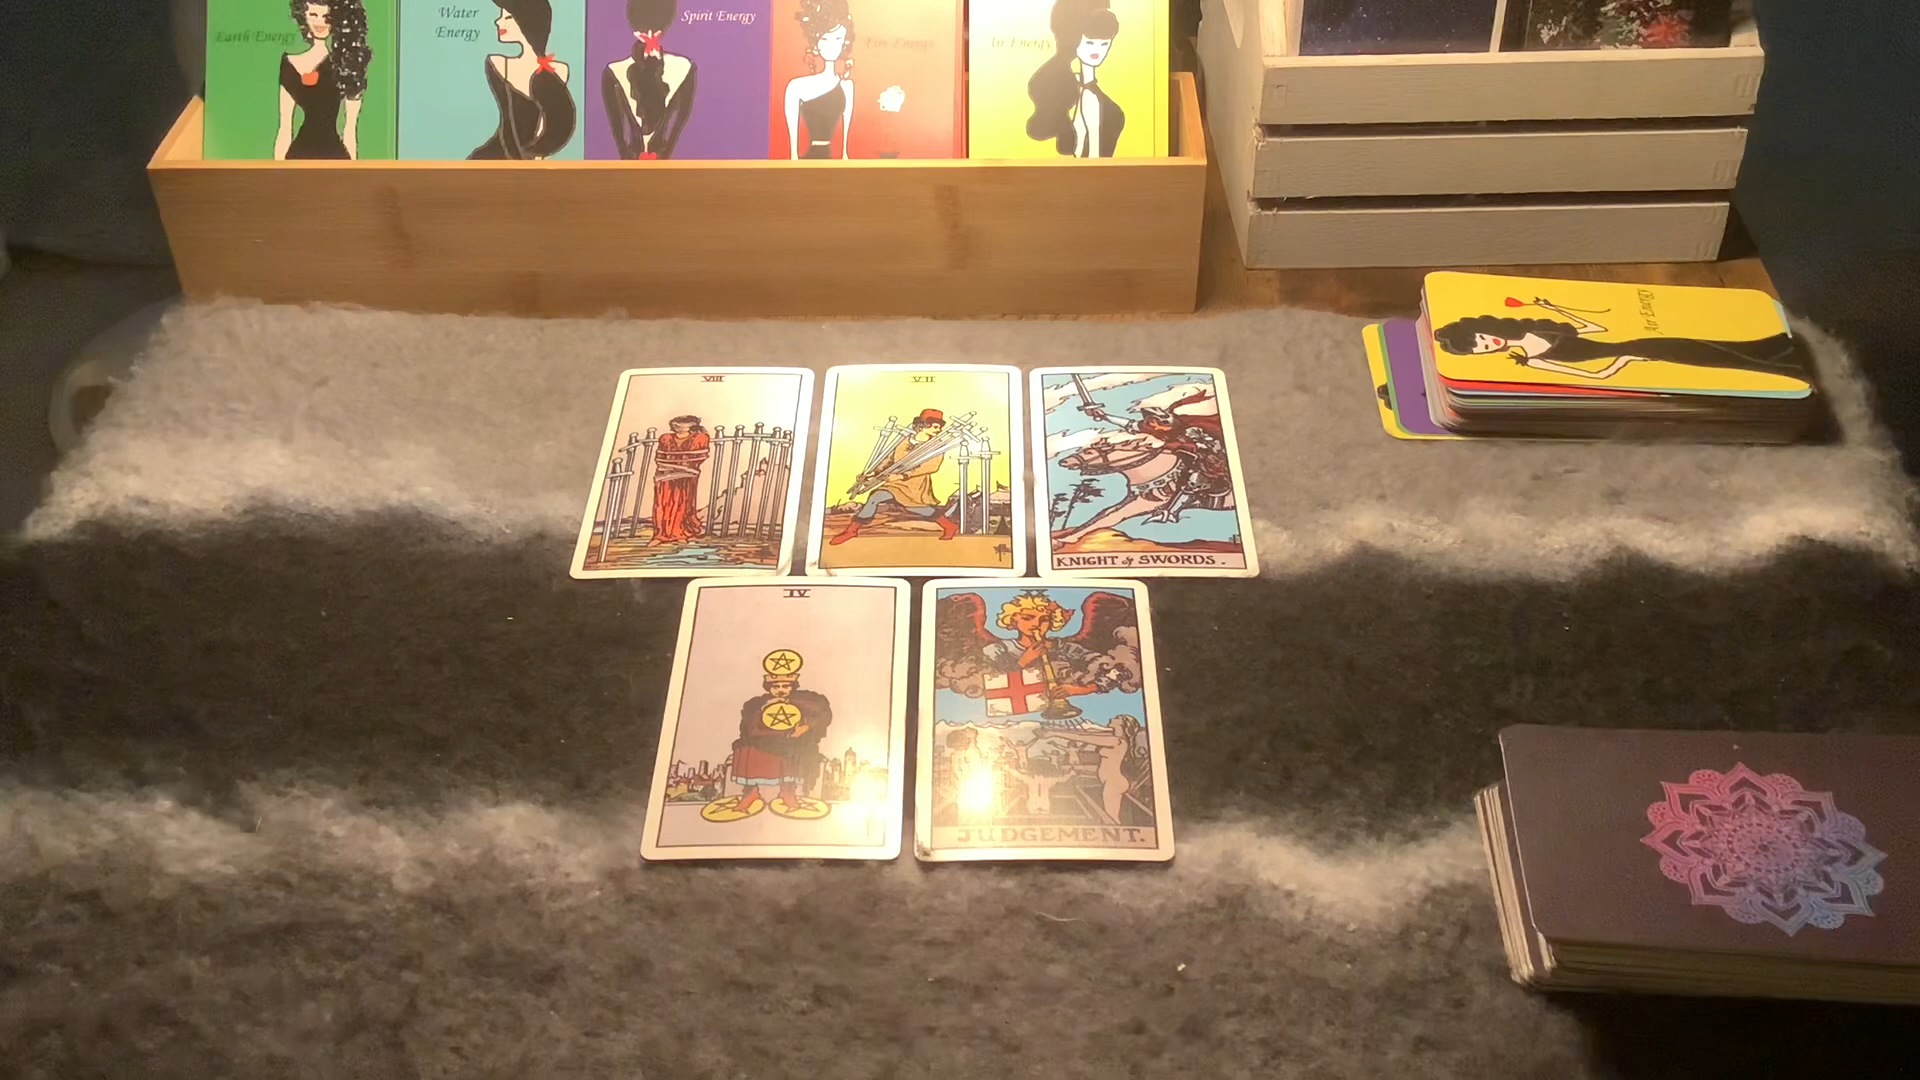 Earth Energy
Water
Energy
Spirit Energy
Fire Energy
Air Energy
Air Energy
VIII
VII
KNIGHT of SWORDS.
IV
JUDGEMENT.